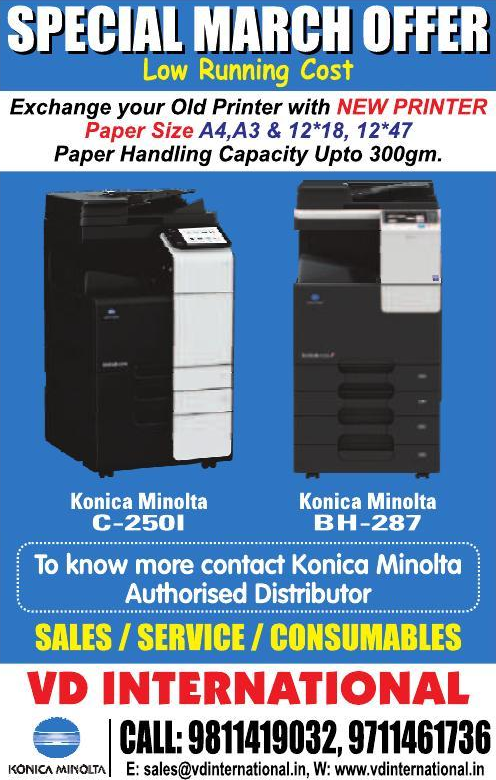 SPECIAL MARCH OFFER
Low Running Cost
Exchange your Old Printer with NEW PRINTER
Paper Size A4,A3 & 12*18, 12*47
Paper Handling Capacity Upto 300gm.
Konica Minolta Konica Minolta
C-250I BH-287
To know more contact Konica Minolta
Authorised Distributor
SALES / SERVICE / CONSUMABLES
VD INTERNATIONAL
CALL: 9811419032, 9711461736
KONICA MINOLTA E: sales@vdinternational.in, W: www.vdinternational.in